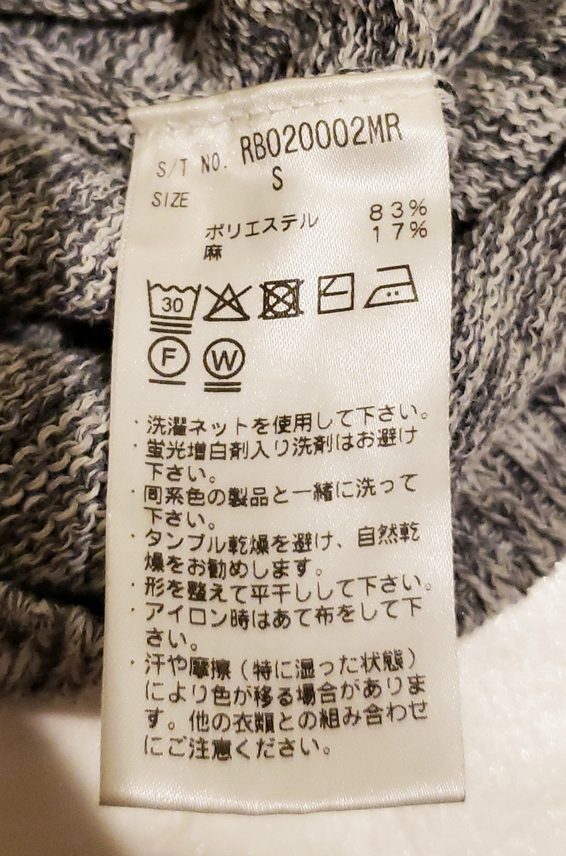 S/T NO. RB020002MR
SIZE S
ポリエステル 83%
麻 17%
30
F W
・洗濯ネットを使用して下さい。
・蛍光増白剤入り洗剤はお避け
下さい。
・同系色の製品と一緒に洗って
下さい。
・タンブル乾燥を避け、自然乾
燥をお勧めします。
・形を整えて平干しして下さい。
・アイロン時はあて布をして下
さい。
・汗や摩擦(特に湿った状態)
により色が移る場合がありま
す。他の衣類との組み合わせ
にご注意ください。